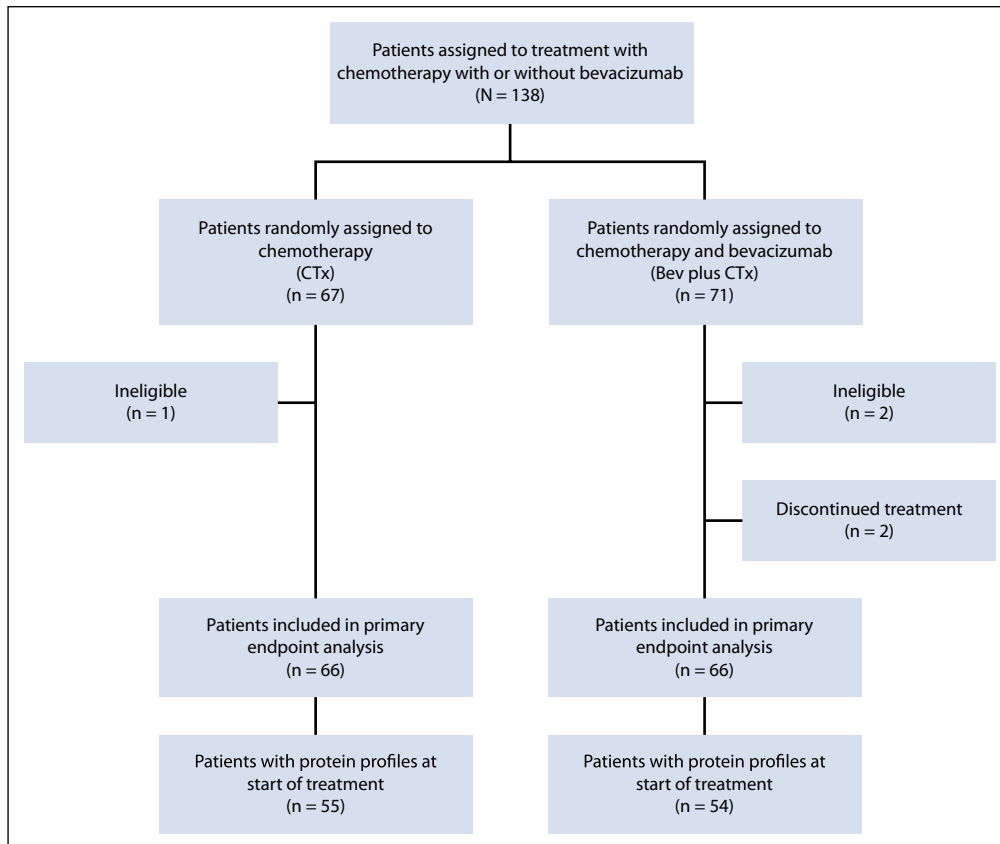 Patients assigned to treatment with
chemotherapy with or without bevacizumab
(N = 138)
Patients randomly assigned to
chemotherapy
(CTx)
(n = 67)
Patients randomly assigned to
chemotherapy and bevacizumab
(Bev plus CTx)
(n = 71)
Ineligible
(n = 1)
Ineligible
(n = 2)
Discontinued treatment
(n = 2)
Patients included in primary
endpoint analysis
(n = 66)
Patients included in primary
endpoint analysis
(n = 66)
Patients with protein profiles at
start of treatment
(n = 55)
Patients with protein profiles at
start of treatment
(n = 54)